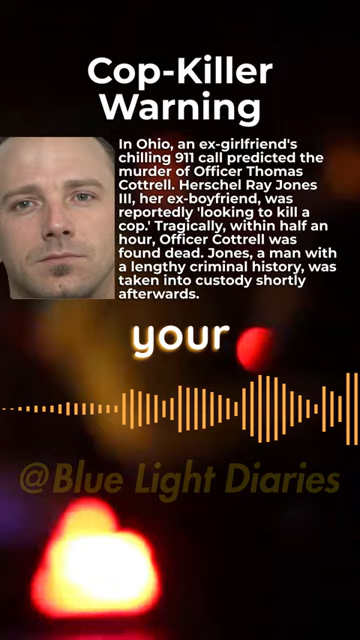 Cop-Killer
Warning
In Ohio, an ex-girlfriend's
chilling 911 call predicted the
murder of Officer Thomas
Cottrell. Herschel Ray Jones
III, her ex-boyfriend, was
reportedly 'looking to kill a
cop.' Tragically, within half an
hour, Officer Cottrell was
found dead. Jones, a man with
a lengthy criminal history, was
taken into custody shortly
afterwards.
your
@Blue Light Diaries